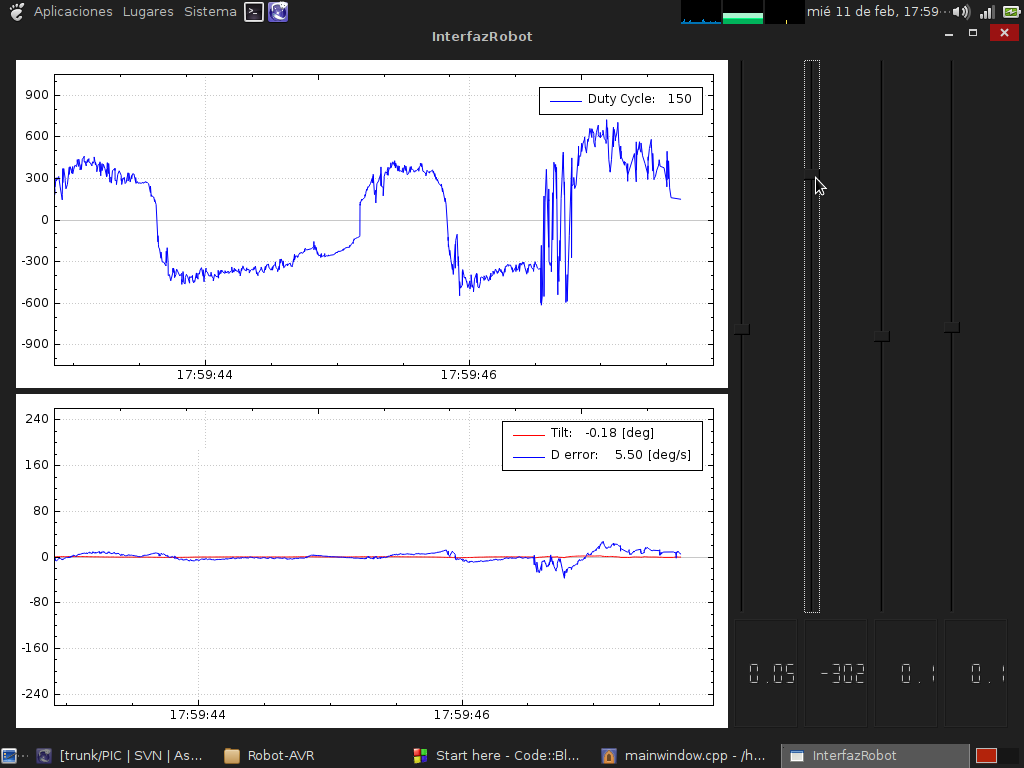 Aplicaciones Lugares Sistema
mié 11 de feb, 17:59
InterfazRobot
Duty Cycle: 150
900
600
300
0
-300
-600
-900
17:59:44 17:59:46
Tilt: -0.18 [deg]
D error: 5.50 [deg/s]
240
160
80
0
-80
-160
-240
17:59:44 17:59:46
0.05 -302 0.1 0.1
[trunk/PIC | SVN | As... Robot-AVR Start here - Code::Bl... mainwindow.cpp - /h... InterfazRobot